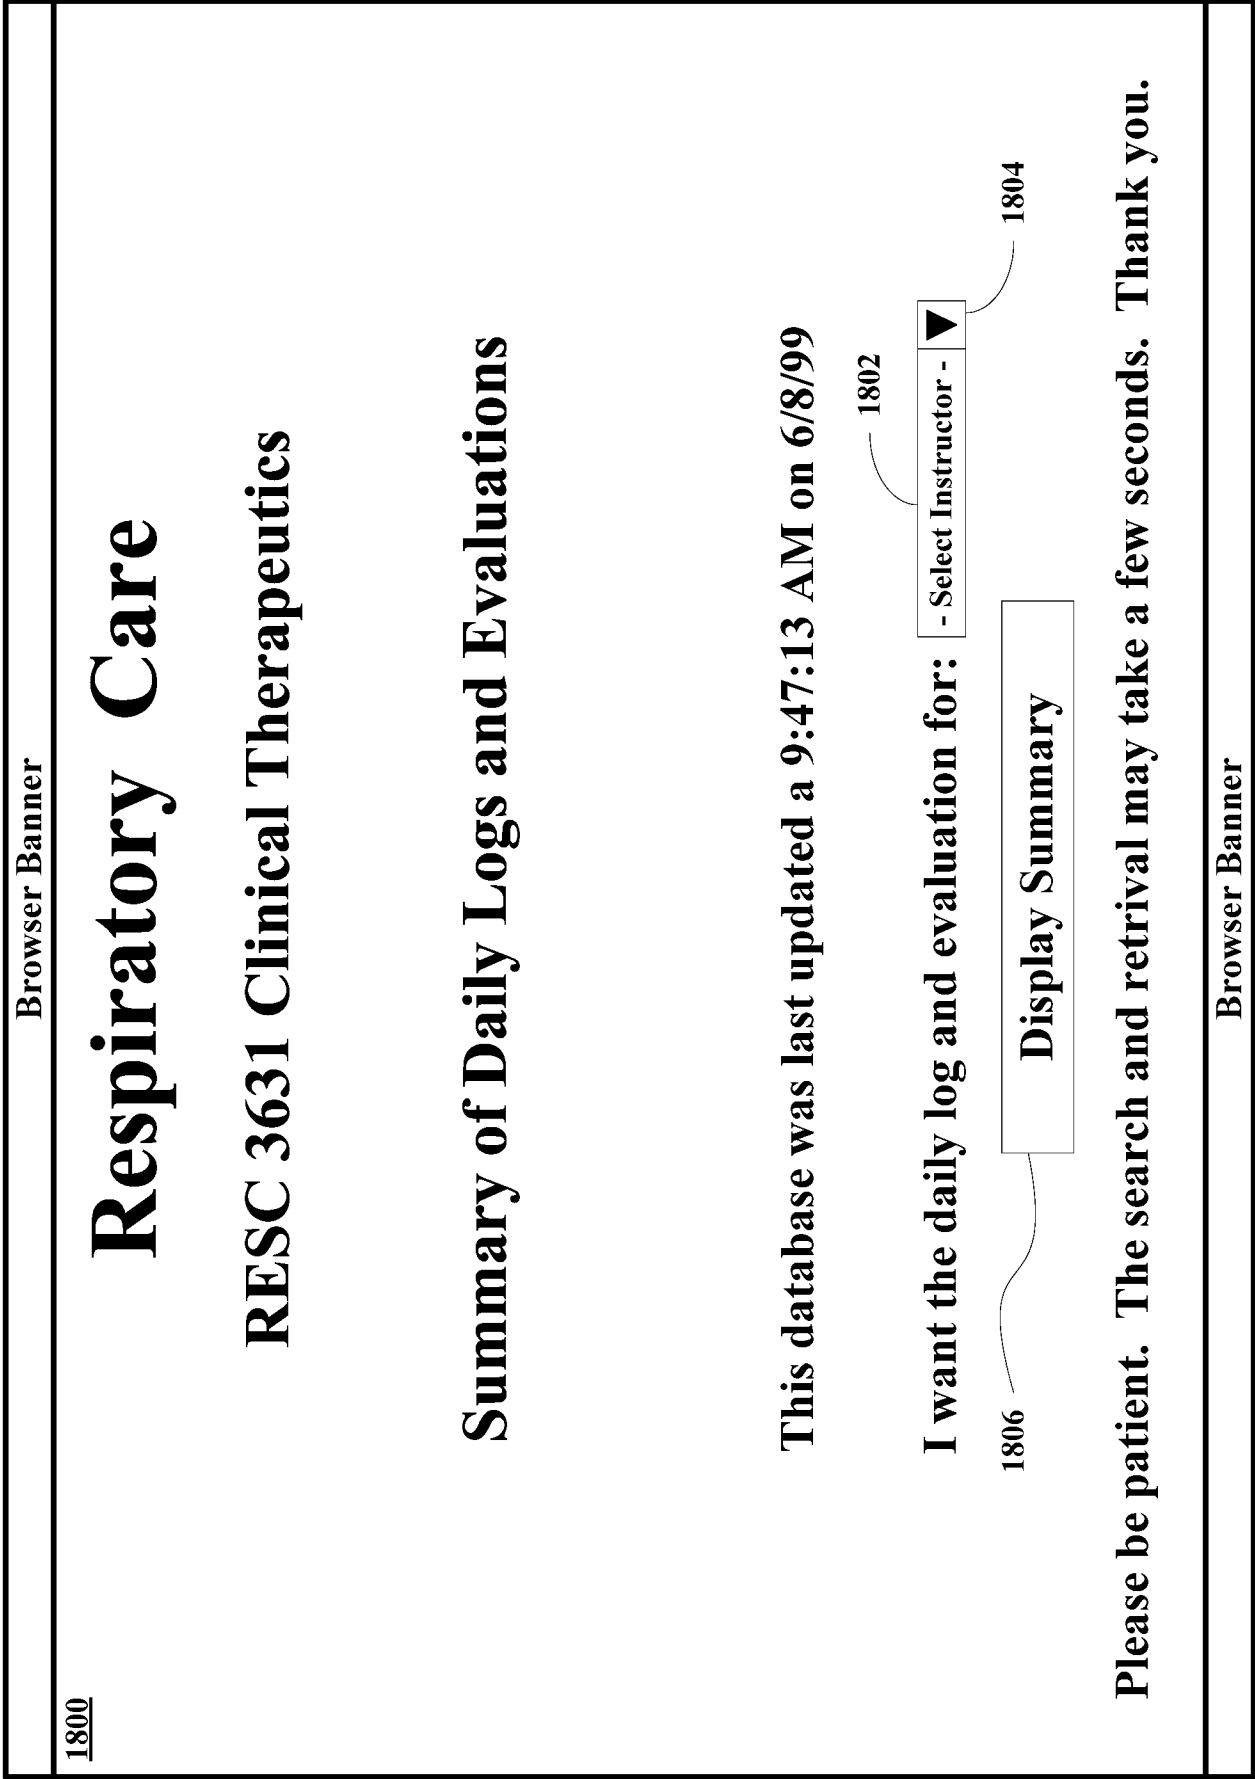 Browser Banner
1800
Respiratory Care
RESC 3631 Clinical Therapeutics
Summary of Daily Logs and Evaluations
This database was last updated a 9:47:13 AM on 6/8/99
1802
I want the daily log and evaluation for: - Select Instructor -
1804
1806
Display Summary
Please be patient. The search and retrival may take a few seconds. Thank you.
Browser Banner